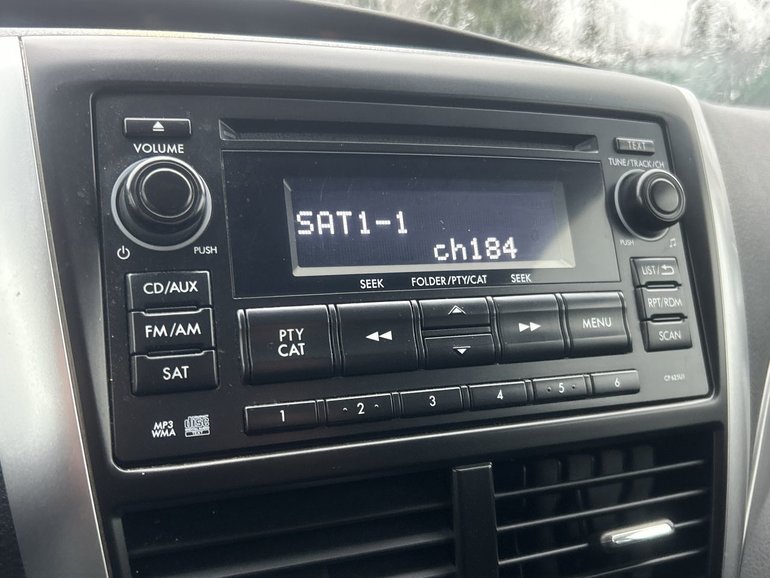 VOLUME
PUSH
CD/AUX
FM/AM
SAT
MP3
WMA
SAT1-1
ch184
SEEK
FOLDER/PTY/CAT
SEEK
PTY
CAT
MENU
1
2
3
4
5
6
TEXT
TUNE/TRACK/CH
PUSH
LIST/
RPT/RDM
SCAN